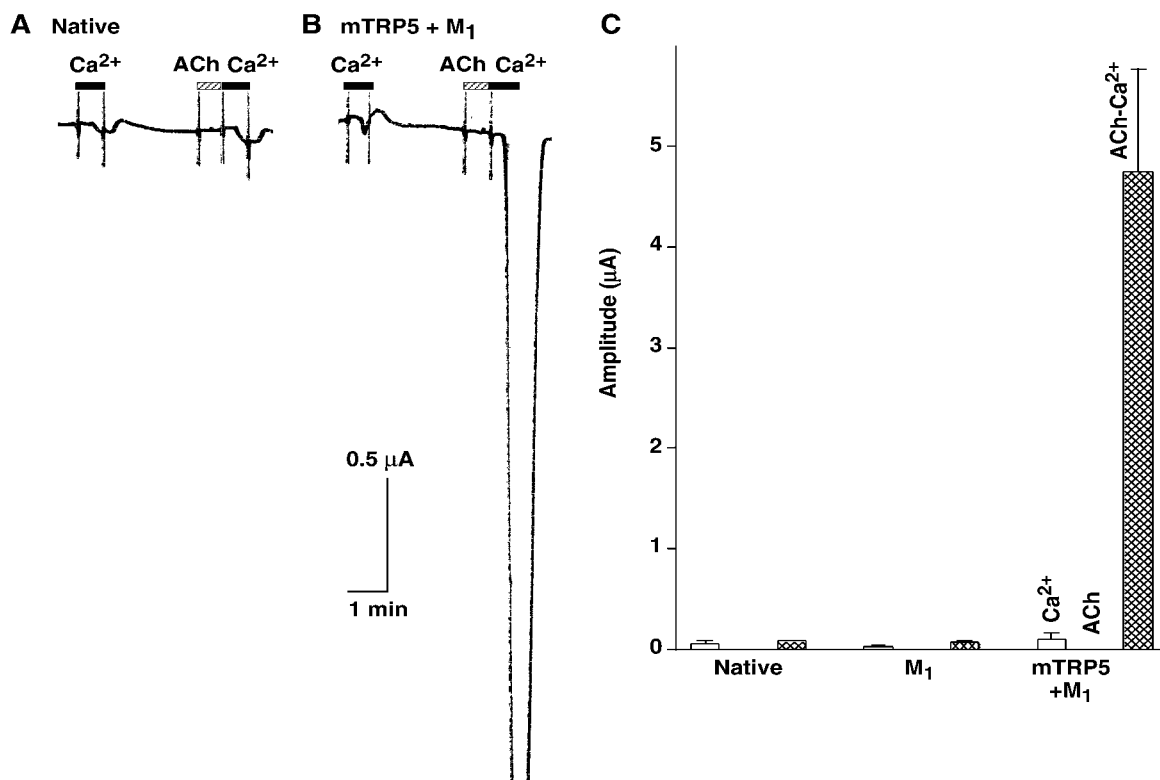 A Native
Ca²⁺ ACh Ca²⁺
B mTRP5 + M₁
Ca²⁺ ACh Ca²⁺
0.5 μA
1 min
C
Amplitude (μA)
5
4
3
2
1
0
Ca²⁺
ACh
ACh-Ca²⁺
Native
M₁
mTRP5
+M₁